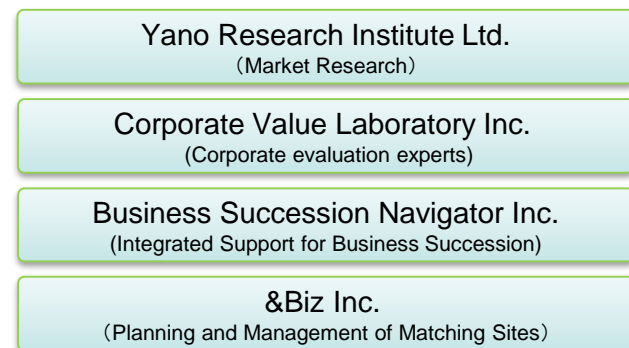 Yano Research Institute Ltd.
（Market Research）
Corporate Value Laboratory Inc.
(Corporate evaluation experts)
Business Succession Navigator Inc.
(Integrated Support for Business Succession)
&Biz Inc.
（Planning and Management of Matching Sites）